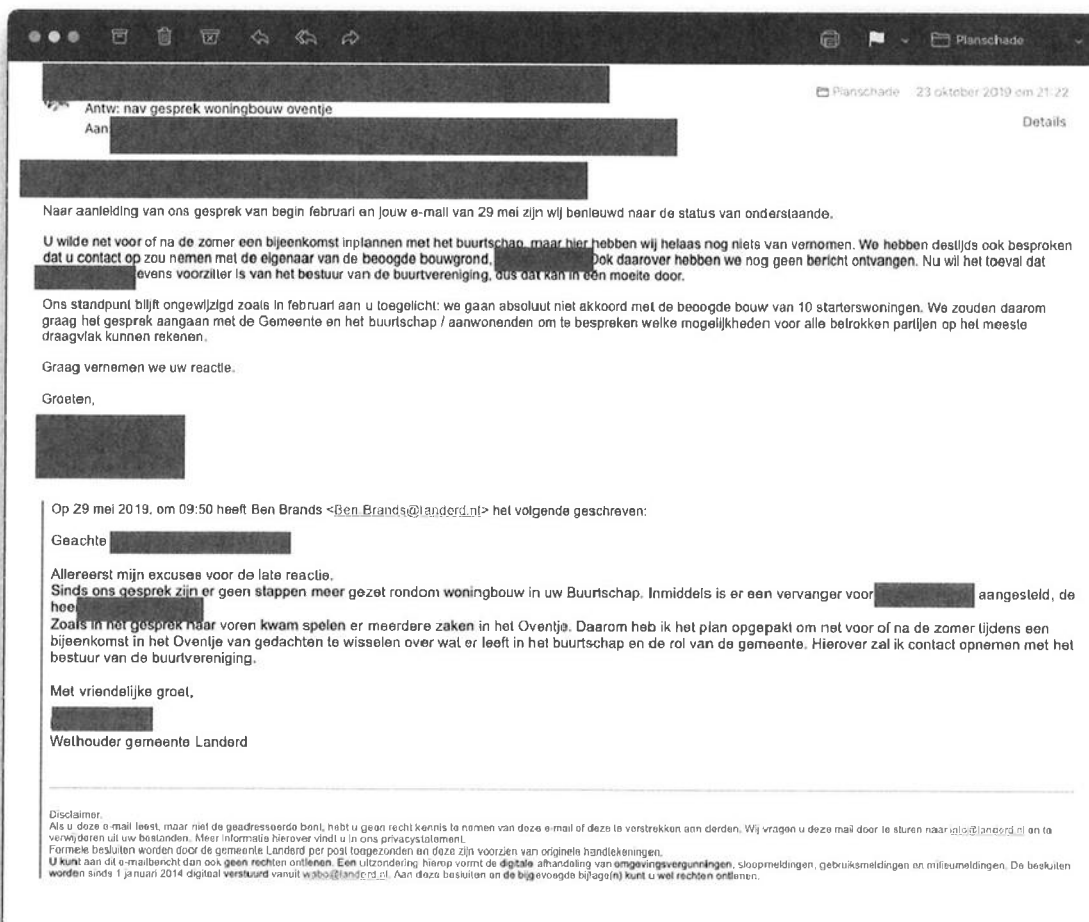 Planschade
Planschade 23 oktober 2019 om 21:22
Antw: nav gesprek woningbouw oventje
Details
Aan:
Naar aanleiding van ons gesprek van begin februari en jouw e-mail van 29 mei zijn wij benieuwd naar de status van onderstaande.
U wilde net voor of na de zomer een bijeenkomst inplannen met het buurtschap, maar hier hebben wij helaas nog niets van vernomen. We hebben destijds ook besproken
dat u contact op zou nemen met de eigenaar van de beoogde bouwgrond, Ook daarover hebben we nog geen bericht ontvangen. Nu wil het toeval dat
evens voorzitter is van het bestuur van de buurtvereniging, dus dat kan in een moeite door.
Ons standpunt blijft ongewijzigd zoals in februari aan u toegelicht: we gaan absoluut niet akkoord met de beoogde bouw van 10 starterswoningen. We zouden daarom
graag het gesprek aangaan met de Gemeente en het buurtschap / aanwonenden om te bespreken welke mogelijkheden voor alle betrokken partijen op het meeste
draagvlak kunnen rekenen.
Graag vernemen we uw reactie.
Groeten,
Op 29 mei 2019, om 09:50 heeft Ben Brands <Ben.Brands@landerd.nl> het volgende geschreven:
Geachte
Allereerst mijn excuses voor de late reactie.
Sinds ons gesprek zijn er geen stappen meer gezet rondom woningbouw in uw Buurtschap. Inmiddels is er een vervanger voor aangesteld, de
hee
Zoals in het gesprek naar voren kwam spelen er meerdere zaken in het Oventje. Daarom heb ik het plan opgepakt om net voor of na de zomer tijdens een
bijeenkomst in het Oventje van gedachten te wisselen over wat er leeft in het buurtschap en de rol van de gemeente. Hierover zal ik contact opnemen met het
bestuur van de buurtvereniging.
Met vriendelijke groet,
Wethouder gemeente Landerd
Disclaimer.
Als u deze e-mail leest, maar niet de geadresseerde bent, hebt u geen recht kennis te nemen van deze e-mail of deze te verstrekken aan derden. Wij vragen u deze mail door te sturen naar info@landerd.nl en te
verwijderen uit uw bestanden. Meer informatie hierover vindt u in ons privacystatement.
Formele besluiten worden door de gemeente Landerd per post toegezonden en deze zijn voorzien van originele handtekeningen.
U kunt aan dit e-mailbericht dan ook geen rechten ontlenen. Een uitzondering hierop vormt de digitale afhandeling van omgevingsvergunningen, sloopmeldingen, gebruiksmeldingen en milieumeldingen. De besluiten
worden sinds 1 januari 2014 digitaal verstuurd vanuit wabo@landerd.nl. Aan deze besluiten en de bijgevoegde bijlage(n) kunt u wel rechten ontlenen.